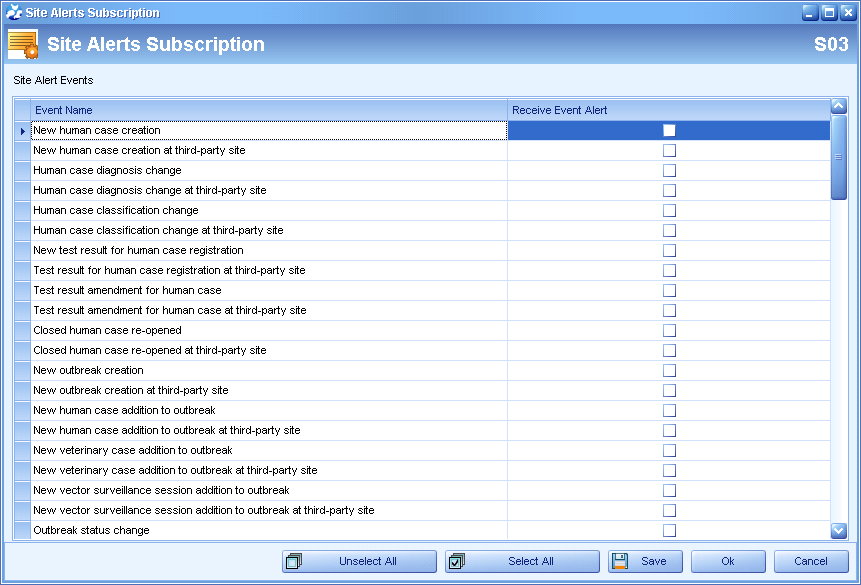 Site Alerts Subscription
Site Alerts Subscription S03
Site Alert Events
Event Name Receive Event Alert
New human case creation
New human case creation at third-party site
Human case diagnosis change
Human case diagnosis change at third-party site
Human case classification change
Human case classification change at third-party site
New test result for human case registration
Test result for human case registration at third-party site
Test result amendment for human case
Test result amendment for human case at third-party site
Closed human case re-opened
Closed human case re-opened at third-party site
New outbreak creation
New outbreak creation at third-party site
New human case addition to outbreak
New human case addition to outbreak at third-party site
New veterinary case addition to outbreak
New veterinary case addition to outbreak at third-party site
New vector surveillance session addition to outbreak
New vector surveillance session addition to outbreak at third-party site
Outbreak status change
Unselect All Select All Save Ok Cancel